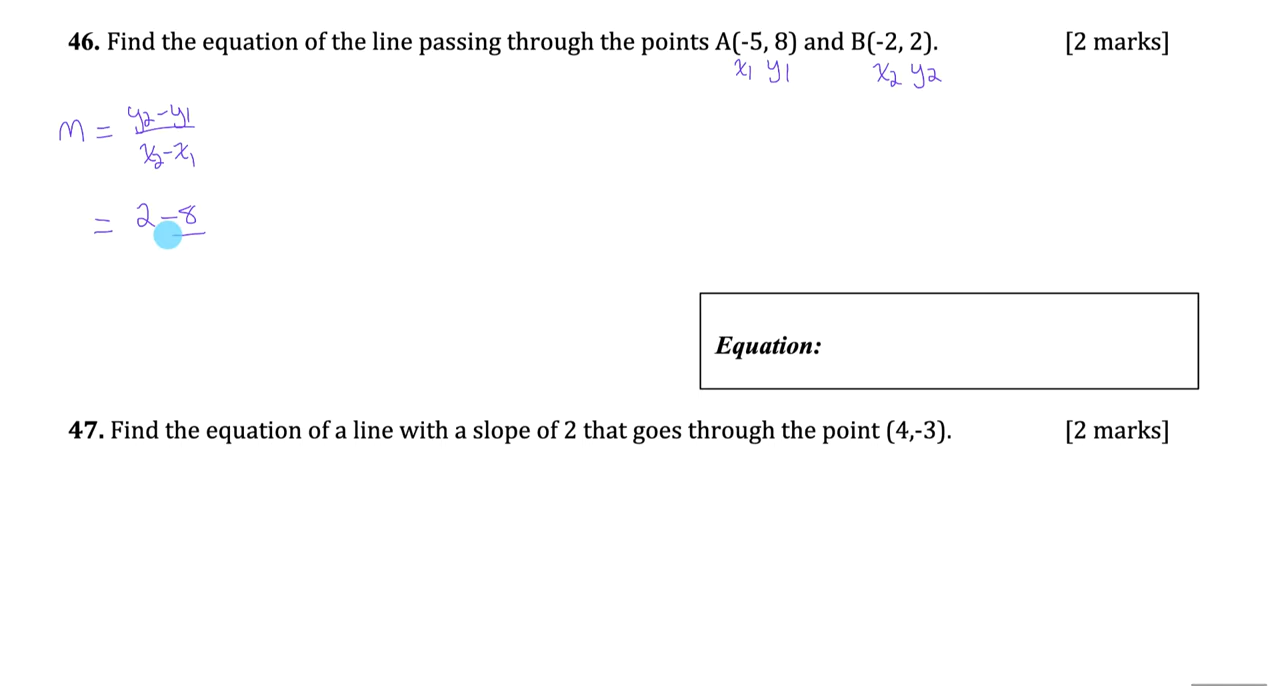 46. Find the equation of the line passing through the points A(-5, 8) and B(-2, 2). [2 marks]
x1 y1 x2 y2
m = y2-y1
x2-x1
= 2-8
Equation:
47. Find the equation of a line with a slope of 2 that goes through the point (4,-3). [2 marks]